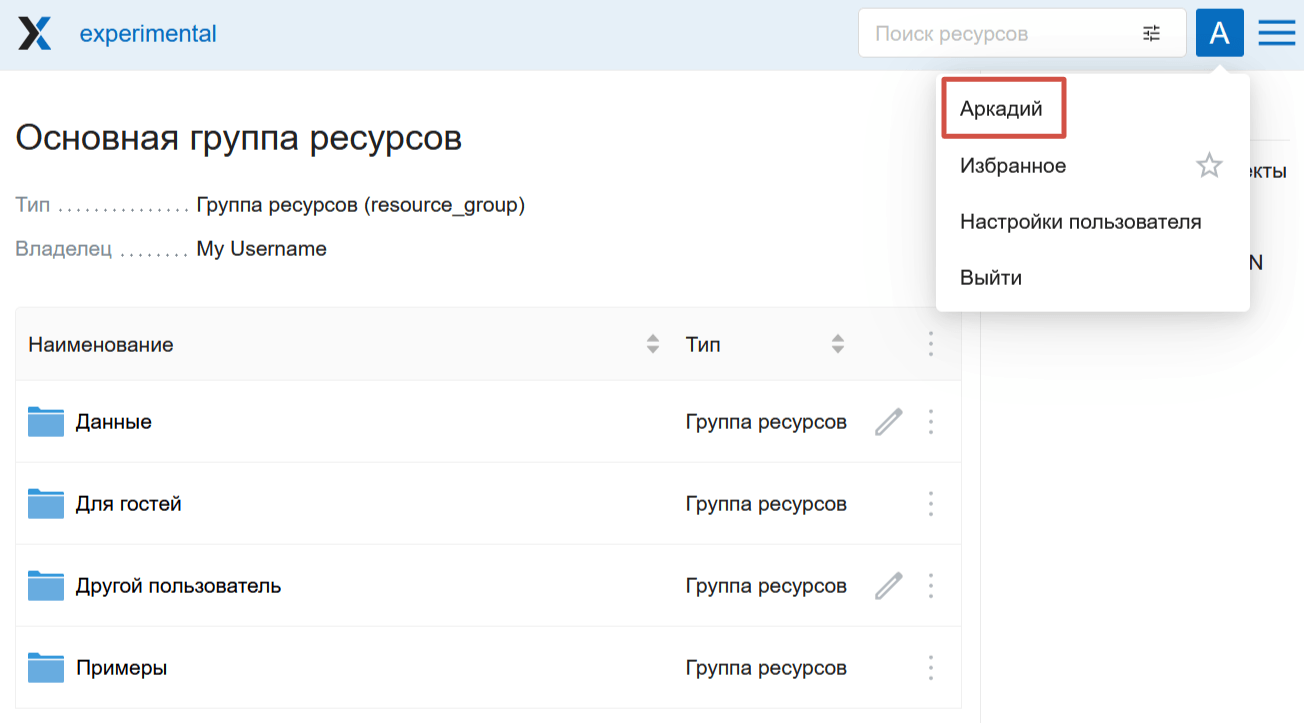 experimental
Поиск ресурсов
A
Аркадий
Избранное
Настройки пользователя
Выйти
Основная группа ресурсов
Тип ............... Группа ресурсов (resource_group)
Владелец ........ My Username
Наименование Тип
Данные Группа ресурсов
Для гостей Группа ресурсов
Другой пользователь Группа ресурсов
Примеры Группа ресурсов